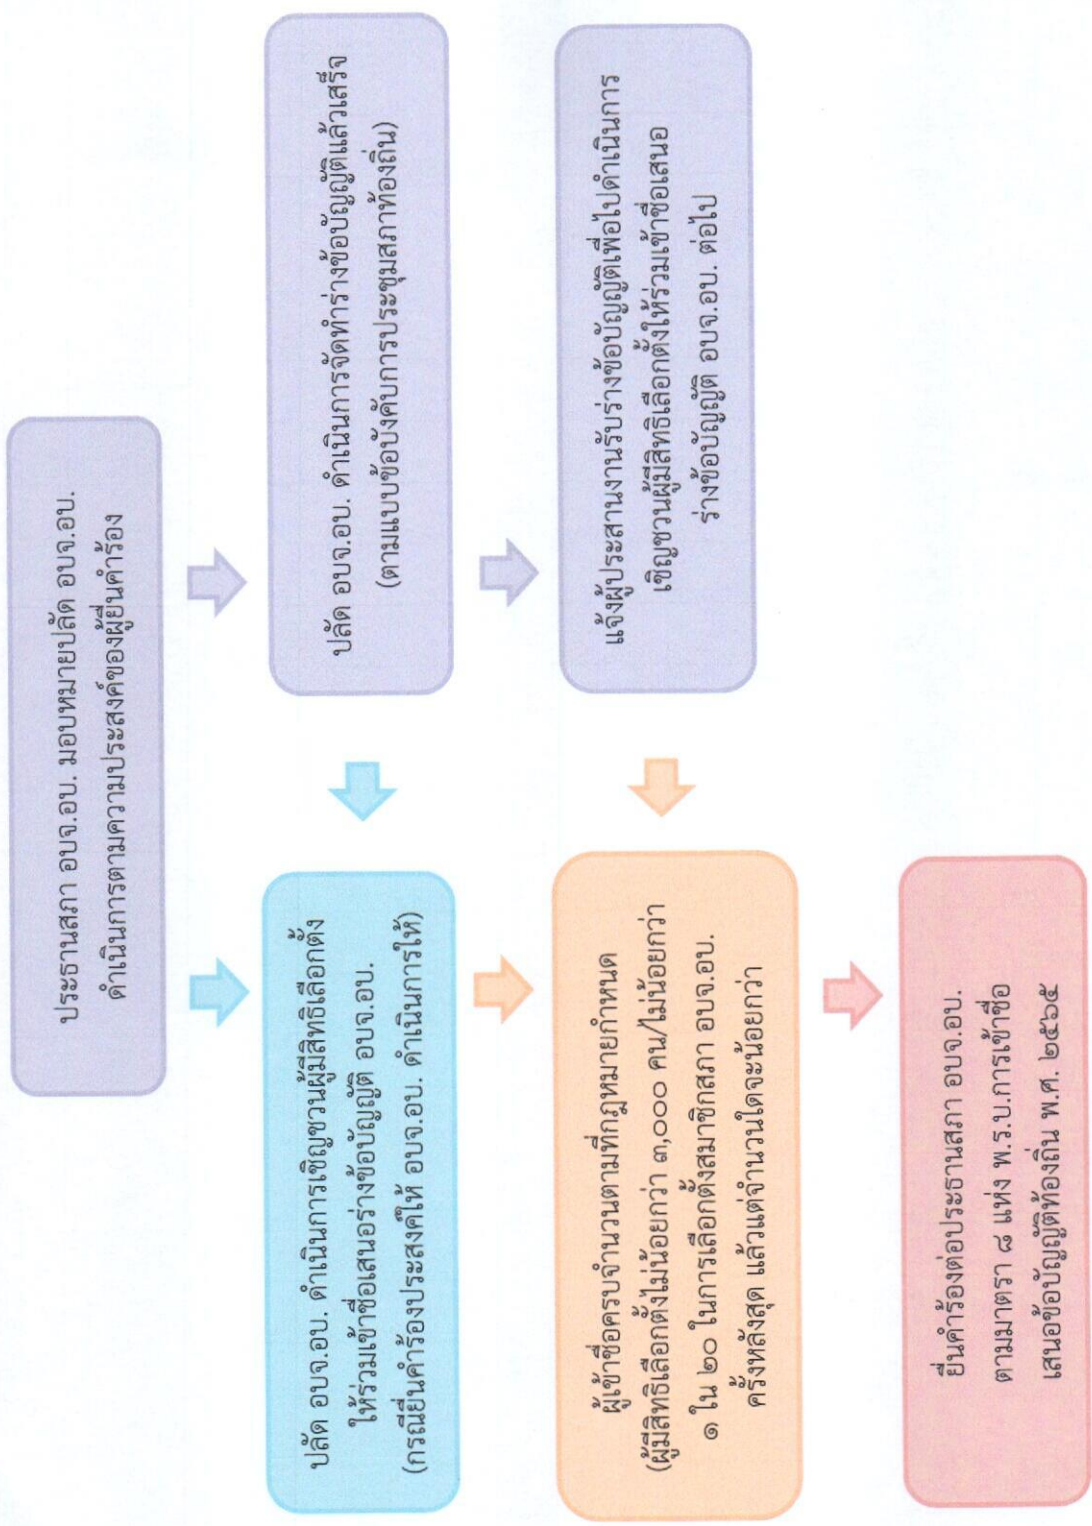 ประธานสภา อบจ.อบ. มอบหมายปลัด อบจ.อบ.
ดำเนินการตามความประสงค์ของผู้ยื่นคำร้อง
ปลัด อบจ.อบ. ดำเนินการจัดทำร่างข้อบัญญัติแล้วเสร็จ
(ตามแบบข้อบังคับการประชุมสภาท้องถิ่น)
แจ้งผู้ประสานงานรับร่างข้อบัญญัติเพื่อไปดำเนินการ
เชิญชวนผู้มีสิทธิเลือกตั้งให้ร่วมเข้าชื่อเสนอ
ร่างข้อบัญญัติ อบจ.อบ. ต่อไป
ปลัด อบจ.อบ. ดำเนินการเชิญชวนผู้มีสิทธิเลือกตั้ง
ให้ร่วมเข้าชื่อเสนอร่างข้อบัญญัติ อบจ.อบ.
(กรณียื่นคำร้องประสงค์ให้ อบจ.อบ. ดำเนินการให้)
ผู้เข้าชื่อครบจำนวนตามที่กฎหมายกำหนด
(ผู้มีสิทธิเลือกตั้งไม่น้อยกว่า ๓,๐๐๐ คน/ไม่น้อยกว่า
๑ ใน ๒๐ ในการเลือกตั้งสมาชิกสภา อบจ.อบ.
ครั้งหลังสุด แล้วแต่จำนวนใดจะน้อยกว่า
ยื่นคำร้องต่อประธานสภา อบจ.อบ.
ตามมาตรา ๘ แห่ง พ.ร.บ.การเข้าชื่อ
เสนอข้อบัญญัติท้องถิ่น พ.ศ. ๒๕๖๕